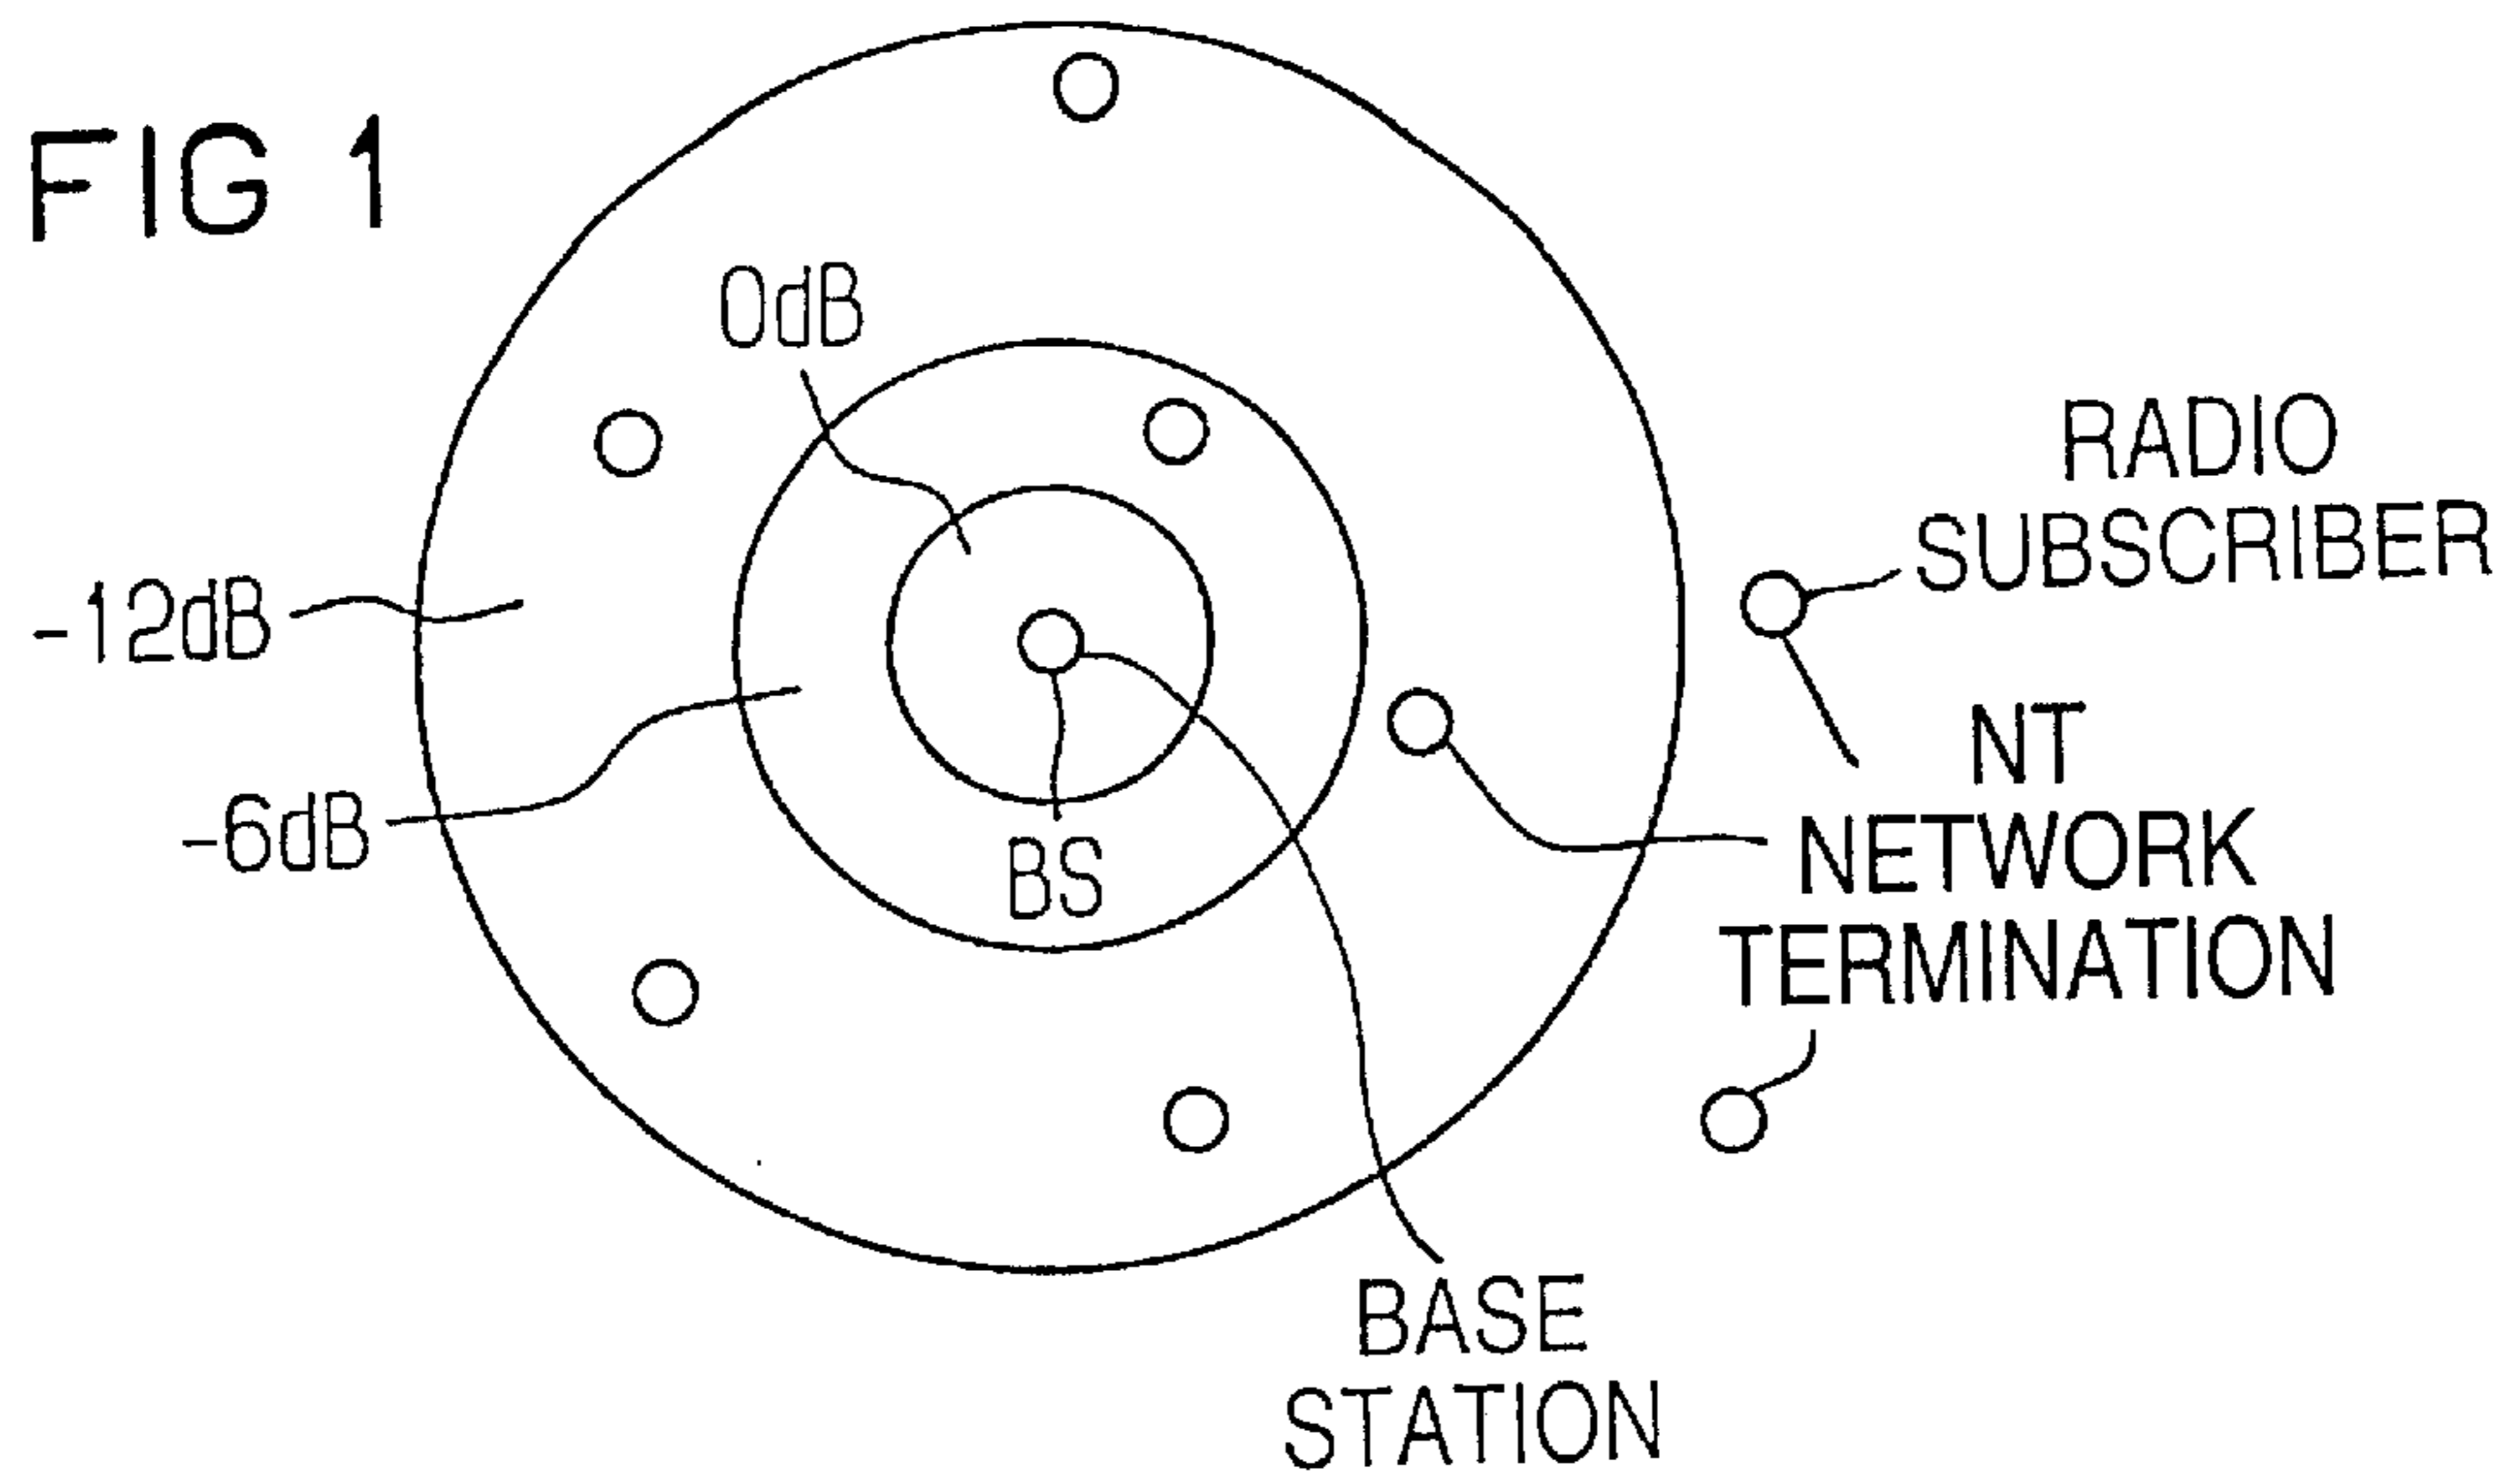 FIG 1
0dB
RADIO
SUBSCRIBER
-12dB
NT
NETWORK
TERMINATION
-6dB
BS
BASE
STATION